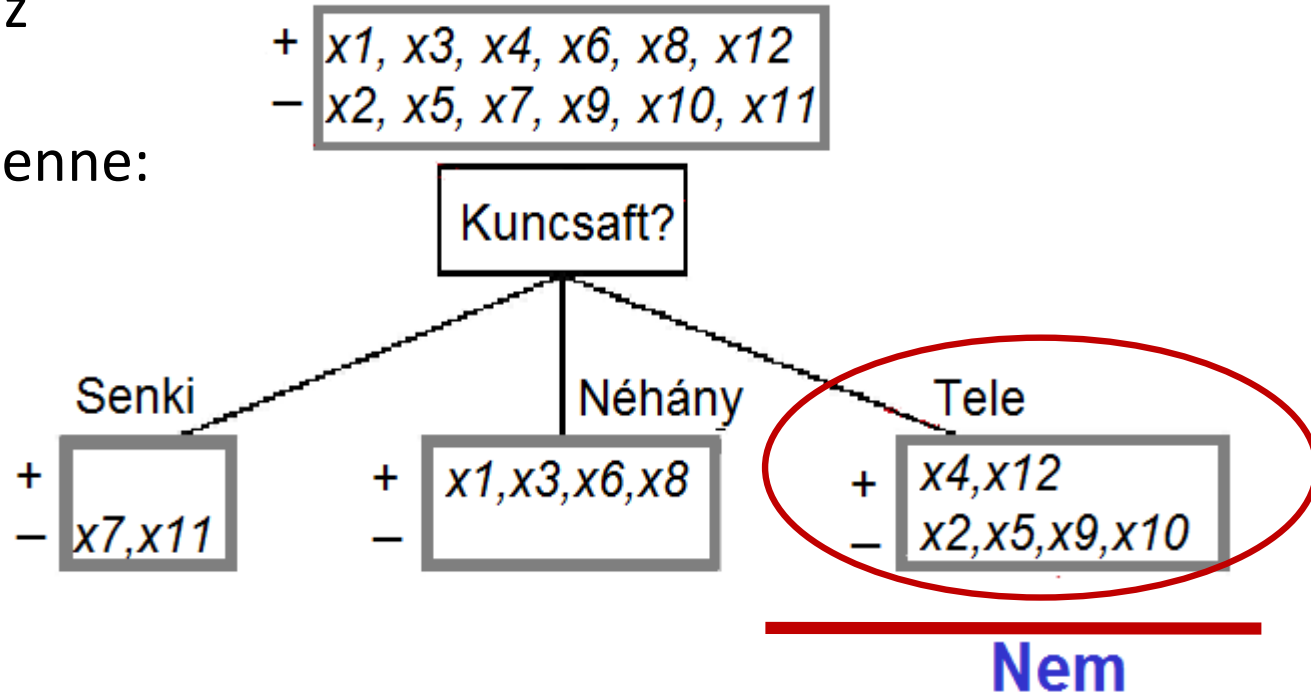 z
+ x1, x3, x4, x6, x8, x12
– x2, x5, x7, x9, x10, x11
enne:
Kuncsaft?
Senki
Néhány
Tele
+
– x7,x11
+ x1,x3,x6,x8
–
+ x4,x12
– x2,x5,x9,x10
Nem